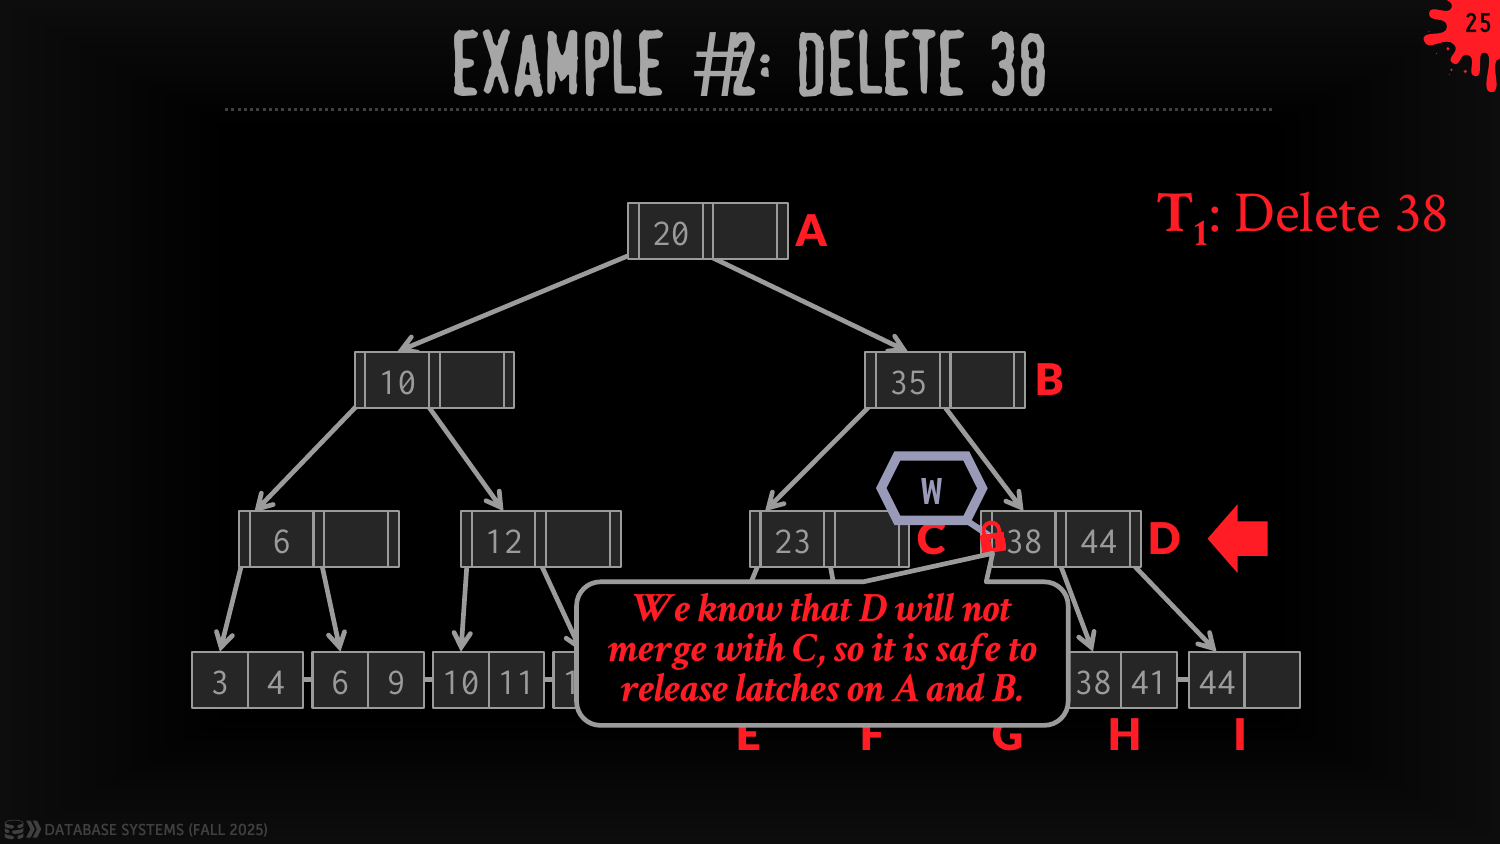 25
EXAMPLE #2: DELETE 38
T1: Delete 38
20 A
10
35 B
W
6
12
23 C
38 44 D
We know that D will not
merge with C, so it is safe to
release latches on A and B.
3 4 6 9 10 11 1
38 41 44
E F G H I
DATABASE SYSTEMS (FALL 2025)